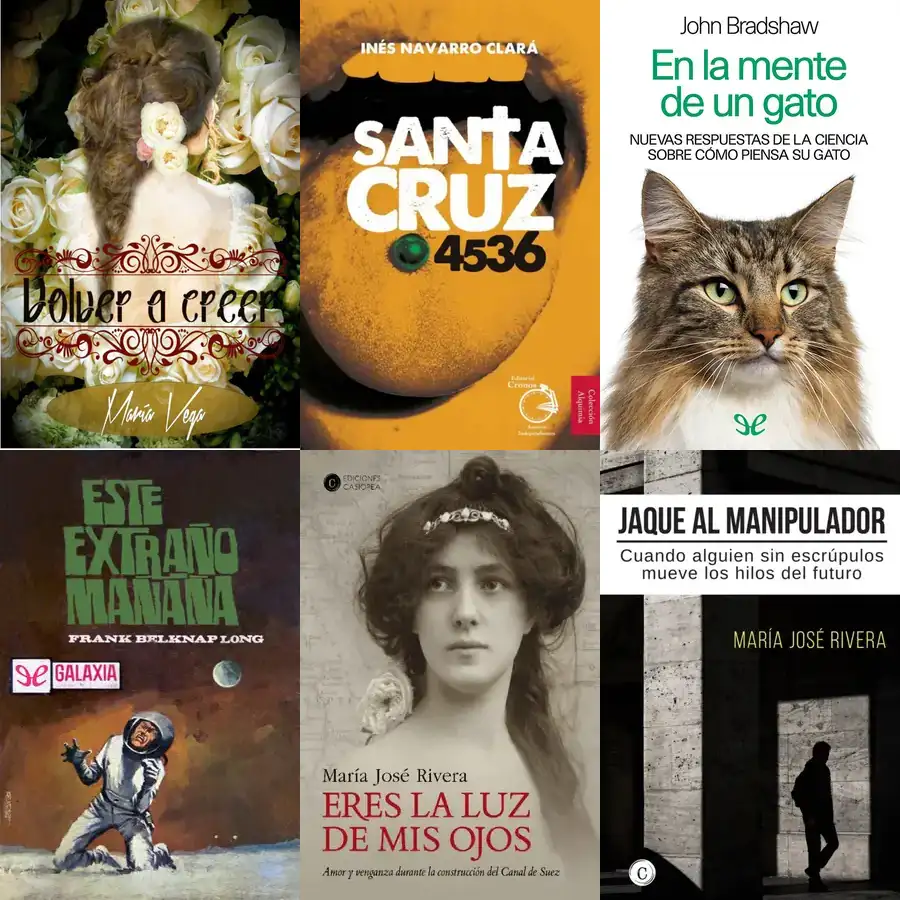 Volver a creer
María Vega
INÉS NAVARRO CLARÁ
SANTA
CRUZ
4536
Editorial
Cronos
Autores
Independientes
Colección
Alquimia
John Bradshaw
En la mente
de un gato
NUEVAS RESPUESTAS DE LA CIENCIA
SOBRE CÓMO PIENSA SU GATO
ESTE
EXTRAÑO
MAÑANA
FRANK BELKNAP LONG
GALAXIA
EDICIONES
CASIOPEA
María José Rivera
ERES LA LUZ
DE MIS OJOS
Amor y venganza durante la construcción del Canal de Suez
JAQUE AL MANIPULADOR
Cuando alguien sin escrúpulos
mueve los hilos del futuro
MARÍA JOSÉ RIVERA
C